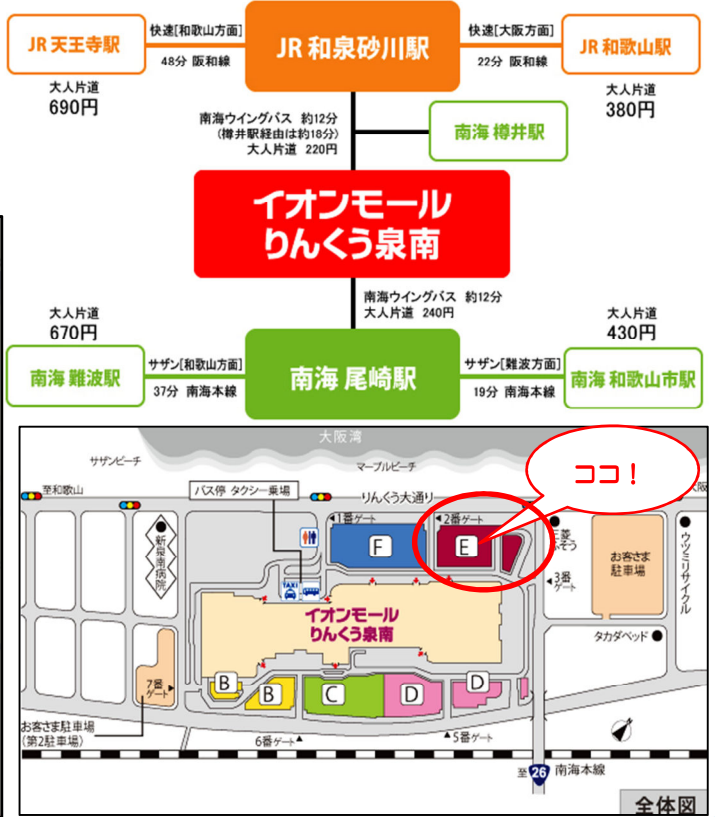 JR 天王寺駅
快速[和歌山方面]
48分 阪和線
JR 和泉砂川駅
快速[大阪方面]
22分 阪和線
JR 和歌山駅
大人片道
690円
大人片道
380円
南海ウイングバス 約12分
(樽井駅経由は約18分)
大人片道 220円
南海 樽井駅
イオンモール
りんくう泉南
南海ウイングバス 約12分
大人片道 240円
大人片道
670円
大人片道
430円
南海 難波駅
サザン[和歌山方面]
37分 南海本線
南海 尾崎駅
サザン[難波方面]
19分 南海本線
南海 和歌山市駅
大阪湾
サザンビーチ
マーブルビーチ
ココ！
至和歌山
バス停 タクシー乗場
りんくう大通り
大阪
1番ゲート
2番ゲート
新泉南病院
F
E
三菱ふそう
お客さま
駐車場
ウツミリサイクル
3番
ゲート
TAXI
イオンモール
りんくう泉南
タカダベッド
7番
ゲート
B
B
C
D
D
お客さま駐車場
(第2駐車場)
6番ゲート
5番ゲート
至 26 南海本線
全体図